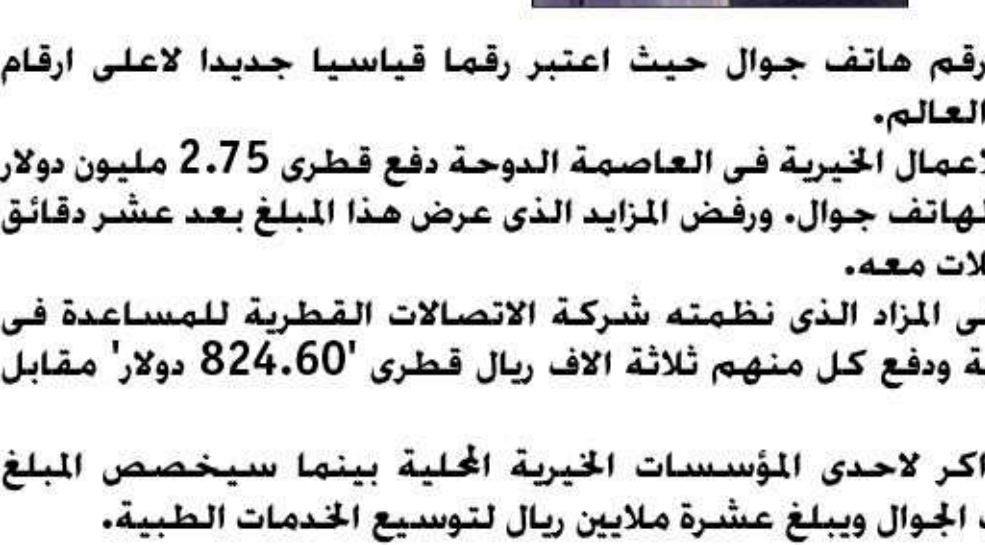 رقم هاتف جوال حيث اعتبر رقما قياسيا جديدا لاعلى ارقام
العالم.
لاعمال الخيرية فى العاصمة الدوحة دفع قطرى 2.75 مليون دولار
لهاتف جوال. ورفض المزايد الذى عرض هذا المبلغ بعد عشر دقائق
معه.
المزاد الذى نظمته شركة الاتصالات القطرية للمساعدة فى
ودفع كل منهم ثلاثة الاف ريال قطرى '824.60 دولار' مقابل
لاحدى المؤسسات الخيرية المحلية بينما سيخصص المبلغ
الجوال ويبلغ عشرة ملايين ريال لتوسيع الخدمات الطبية.